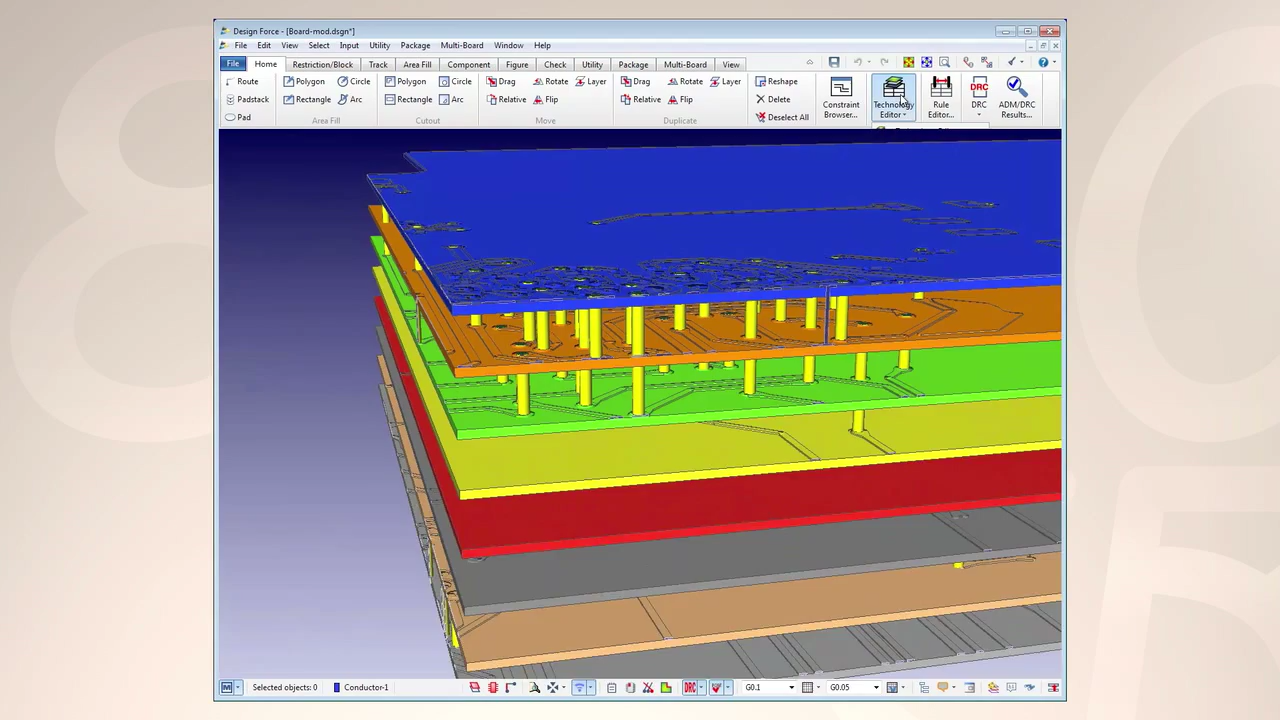 Design Force - [Board-mod.dsgn*]
File Edit View Select Input Utility Package Multi-Board Window Help
File Home Restriction/Block Track Area Fill Component Figure Check Utility Package Multi-Board View
Route Polygon Circle Polygon Circle Drag Rotate Layer Drag Rotate Layer Reshape
Padstack Rectangle Arc Rectangle Arc Relative Flip Relative Flip Delete
Pad Deselect All
Constraint Browser... Technology Editor Rule Editor... DRC DRC ADM/DRC Results...
Area Fill Cutout Move Duplicate
M Selected objects: 0 Conductor-1 DRC G0.1 G0.05